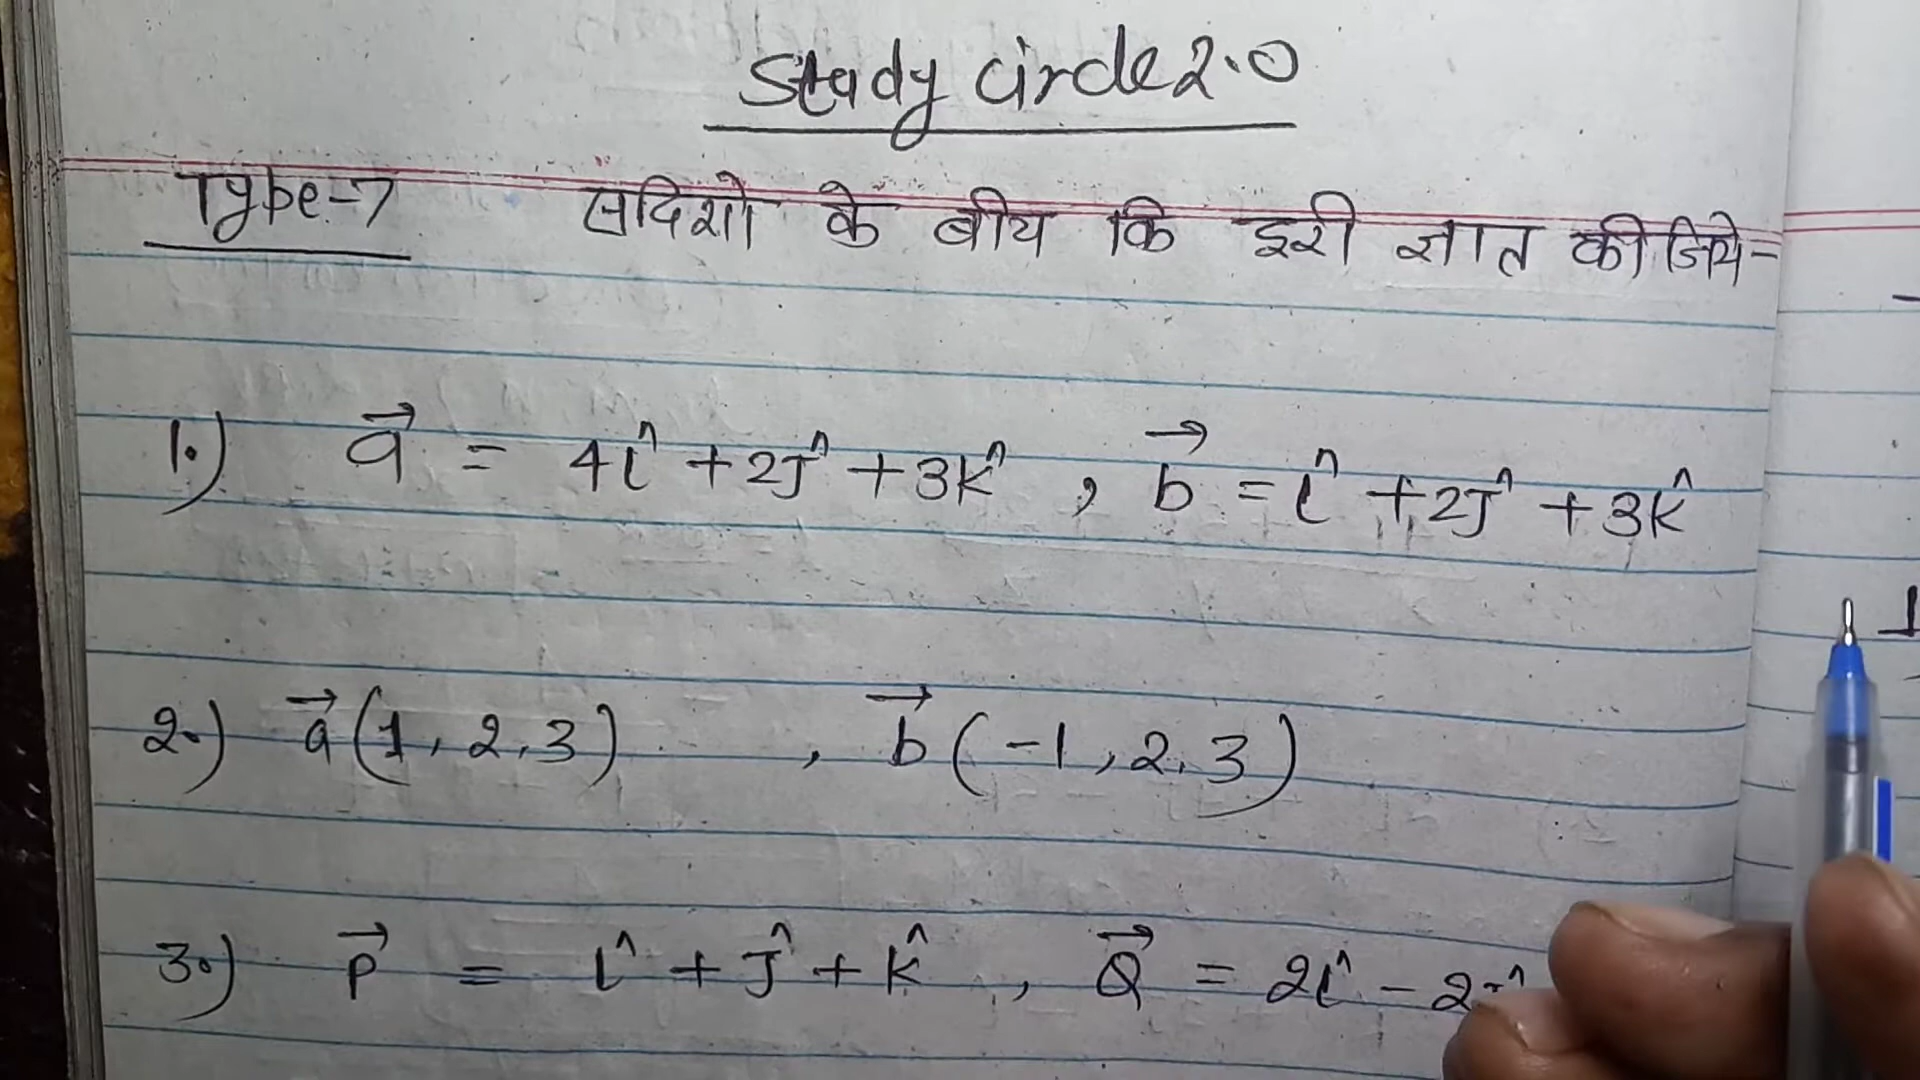 Study Circle 2.0
Type-7 सदिशो के बीच कि दूरी ज्ञात कीजिये-
1.) a⃗ = 4î + 2ĵ + 3k̂ , b⃗ = î + 2ĵ + 3k̂
2.) a⃗ (1, 2, 3) , b⃗ (-1, 2, 3)
3.) P⃗ = î + ĵ + k̂ , Q⃗ = 2î - 2ĵ